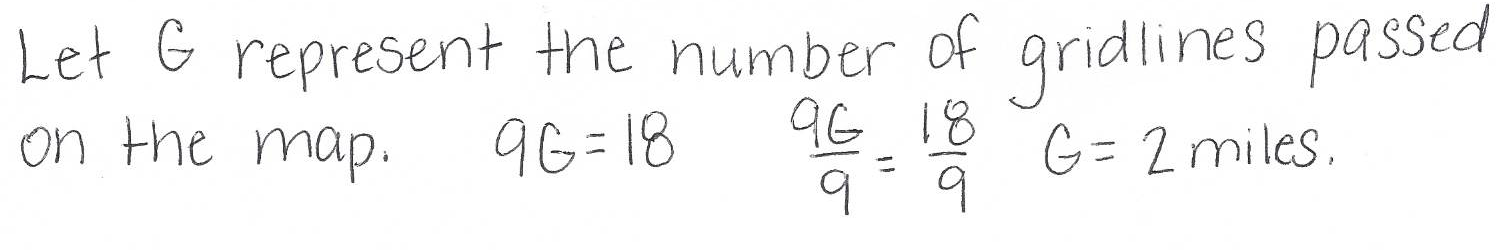 Let G represent the number of gridlines passed
on the map. 9G=18 9G/9 = 18/9 G= 2 miles.